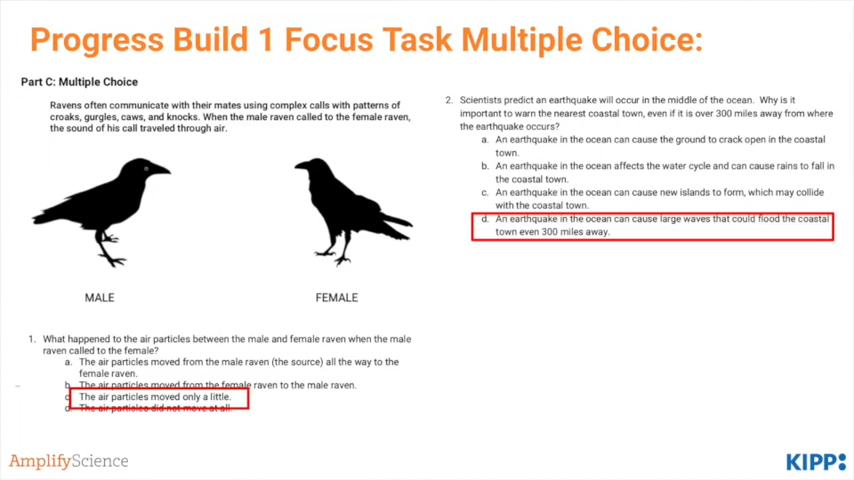 Progress Build 1 Focus Task Multiple Choice:
Part C: Multiple Choice
Ravens often communicate with their mates using complex calls with patterns of
croaks, gurgles, caws, and knocks. When the male raven called to the female raven,
the sound of his call traveled through air.
MALE
FEMALE
1. What happened to the air particles between the male and female raven when the male
raven called to the female?
a. The air particles moved from the male raven (the source) all the way to the
female raven.
b. The air particles moved from the female raven to the male raven.
c. The air particles moved only a little.
d. The air particles did not move at all.
2. Scientists predict an earthquake will occur in the middle of the ocean. Why is it
important to warn the nearest coastal town, even if it is over 300 miles away from where
the earthquake occurs?
a. An earthquake in the ocean can cause the ground to crack open in the coastal
town.
b. An earthquake in the ocean affects the water cycle and can cause rains to fall in
the coastal town.
c. An earthquake in the ocean can cause new islands to form, which may collide
with the coastal town.
d. An earthquake in the ocean can cause large waves that could flood the coastal
town even 300 miles away.
AmplifyScience
KIPP: